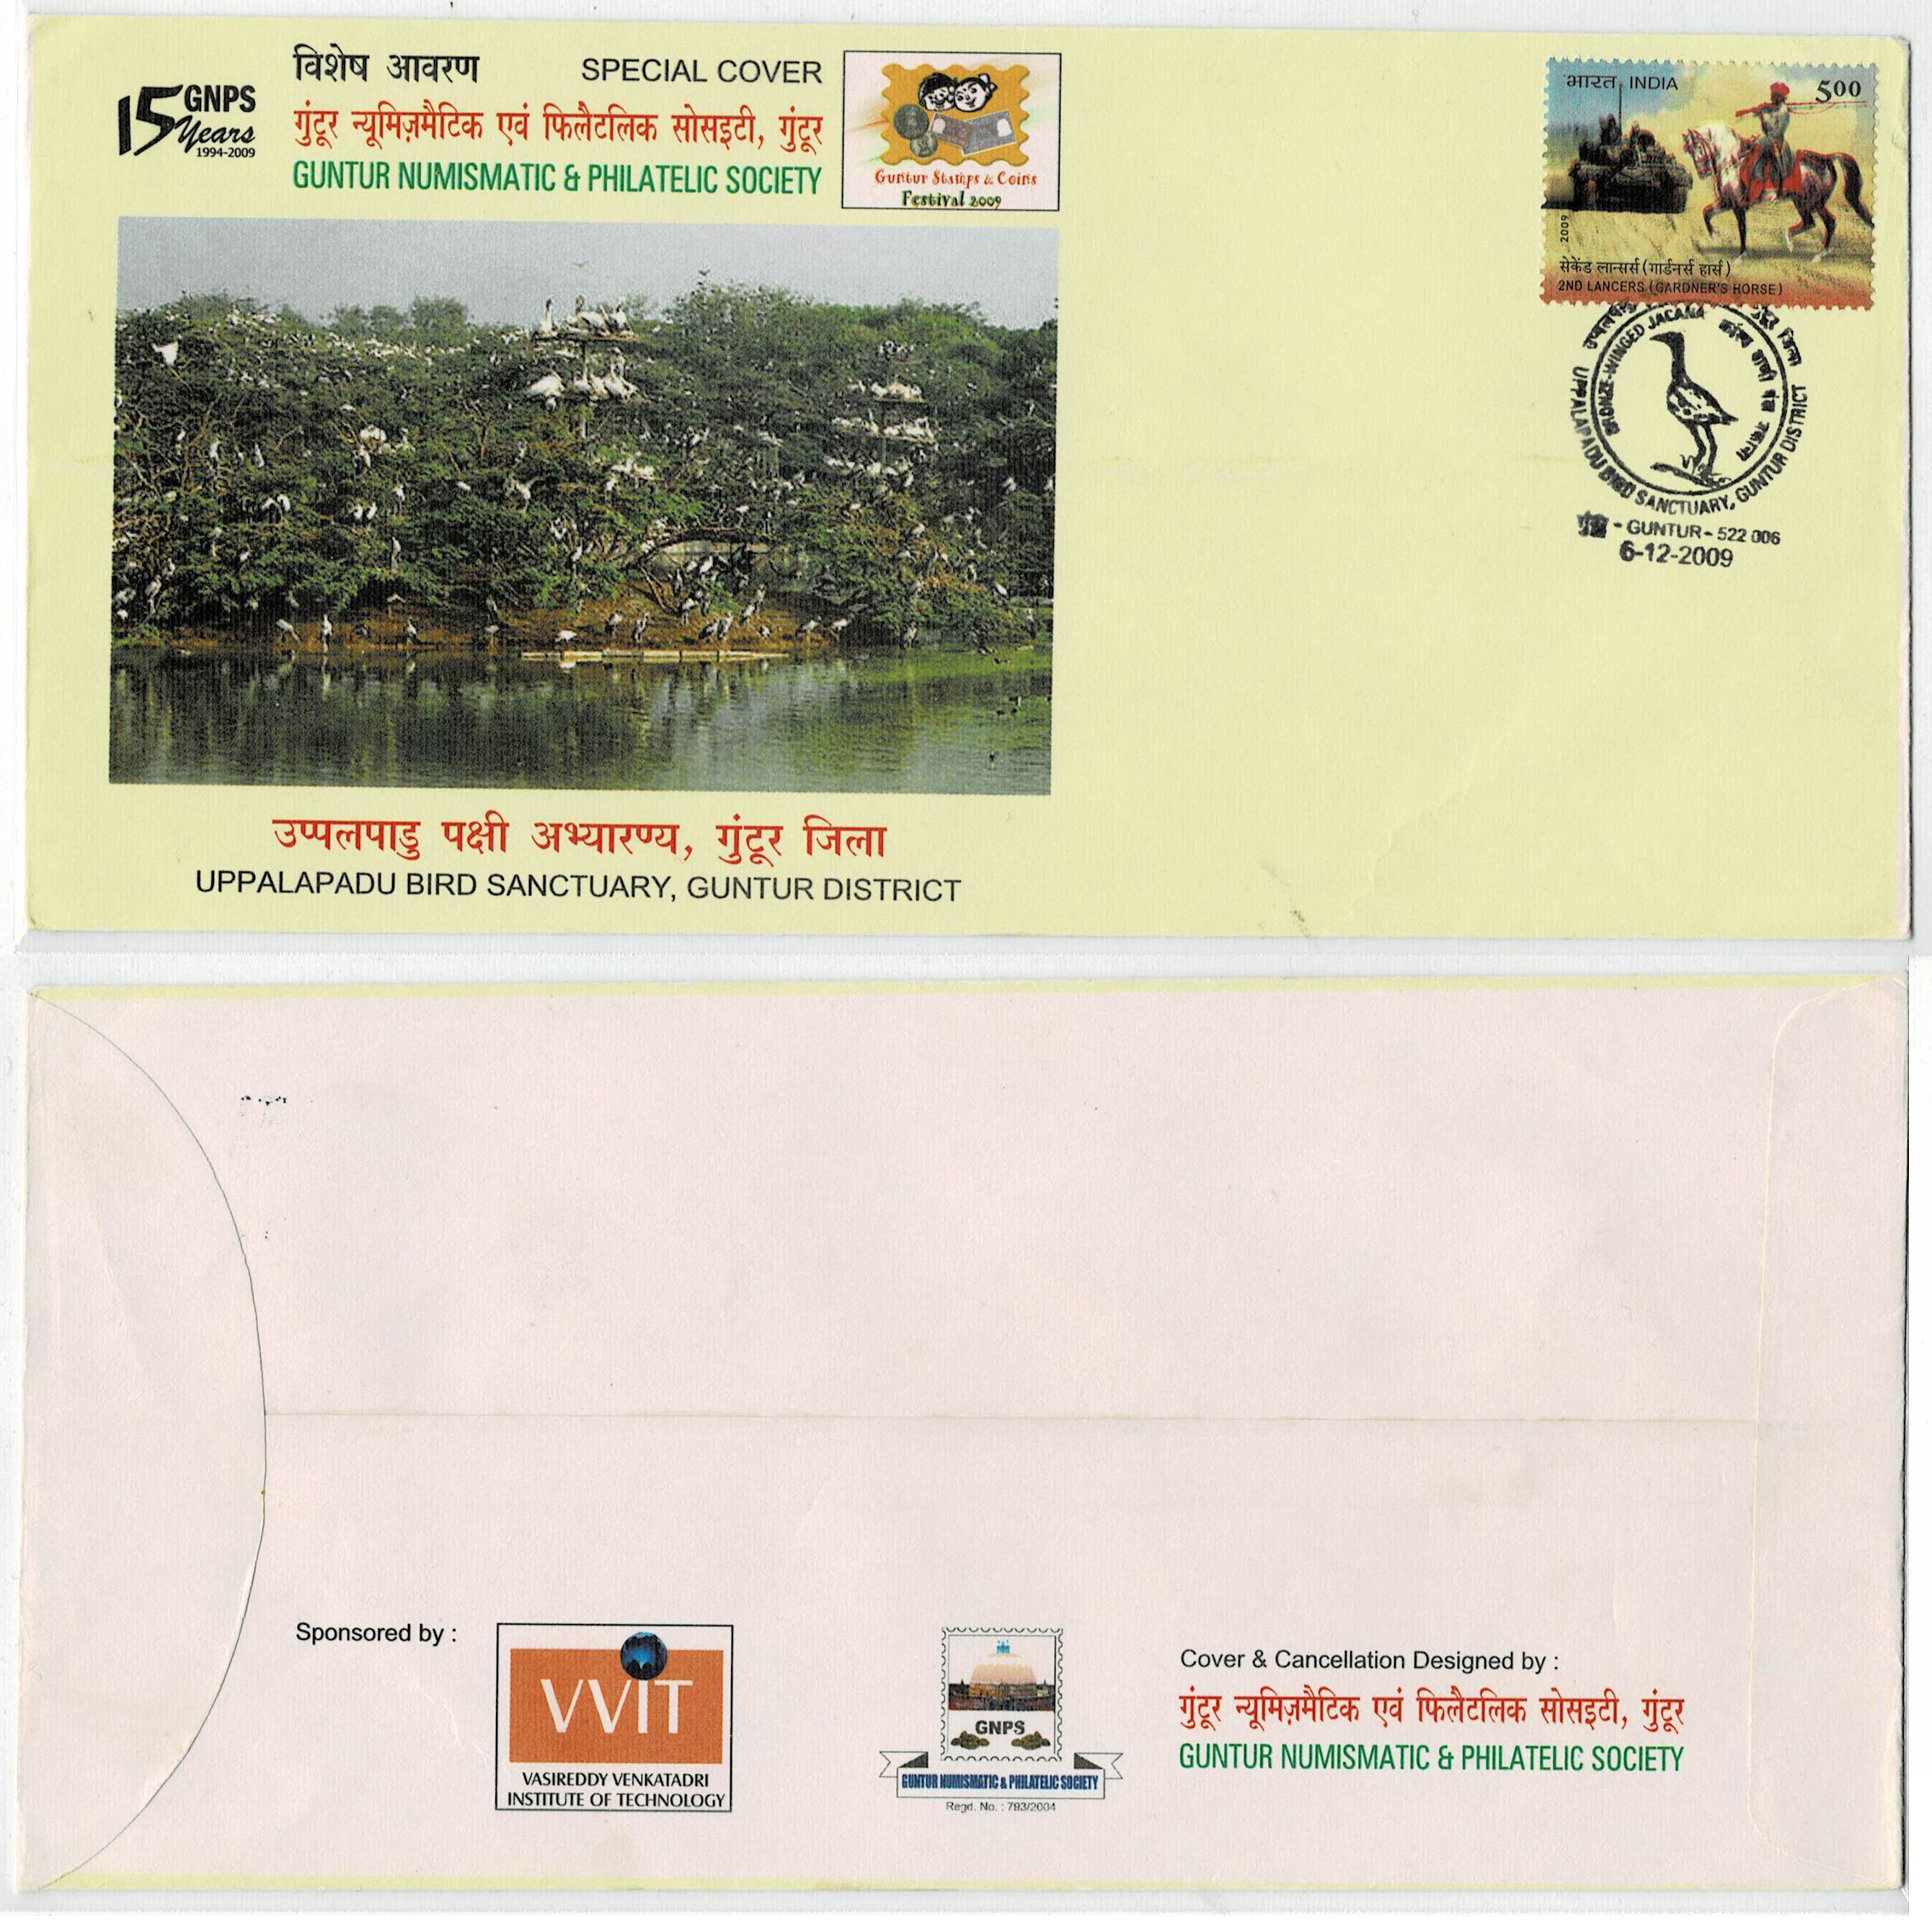 15 GNPS
Years
1994-2009
विशेष आवरण SPECIAL COVER
गुंटूर न्यूमिज़मैटिक एवं फिलैटलिक सोसइटी, गुंटूर
GUNTUR NUMISMATIC & PHILATELIC SOCIETY
Guntur Stamps & Coins
Festival 2009
भारत INDIA 500
2009
सेकेंड लान्सर्स (गार्डनर्स हार्स)
2ND LANCERS (GARDNER'S HORSE)
BRONZE-WINGED JACANA
गुंटूर जिला
UPPALAPADU BIRD SANCTUARY, GUNTUR DISTRICT
- GUNTUR - 522 006
6-12-2009
उप्पलपाडु पक्षी अभ्यारण्य, गुंटूर जिला
UPPALAPADU BIRD SANCTUARY, GUNTUR DISTRICT
Sponsored by :
VVIT
VASIREDDY VENKATADRI
INSTITUTE OF TECHNOLOGY
GNPS
GUNTUR NUMISMATIC & PHILATELIC SOCIETY
Regd. No. : 793/2004
Cover & Cancellation Designed by :
गुंटूर न्यूमिज़मैटिक एवं फिलैटलिक सोसइटी, गुंटूर
GUNTUR NUMISMATIC & PHILATELIC SOCIETY